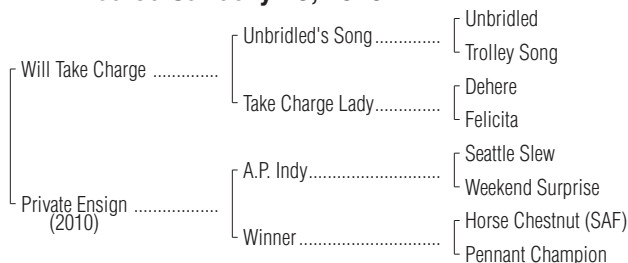 Unbridled
Unbridled's Song..............
Trolley Song
Will Take Charge ..............
Dehere
Take Charge Lady..............
Felicita
Seattle Slew
A.P. Indy............................
Weekend Surprise
Private Ensign ..................
(2010)
Horse Chestnut (SAF)
Winner ..............................
Pennant Champion